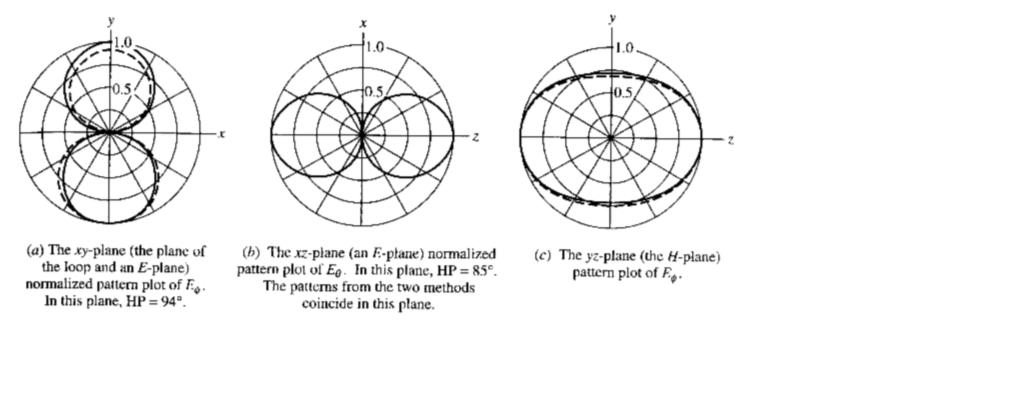 y
1.0
0.5
x
x
1.0
0.5
z
y
1.0
0.5
z
(a) The xy-plane (the plane of
the loop and an E-plane)
normalized pattern plot of Eφ.
In this plane, HP = 94°.
(b) The xz-plane (an E-plane) normalized
pattern plot of Eθ. In this plane, HP = 85°.
The patterns from the two methods
coincide in this plane.
(c) The yz-plane (the H-plane)
pattern plot of Eφ.